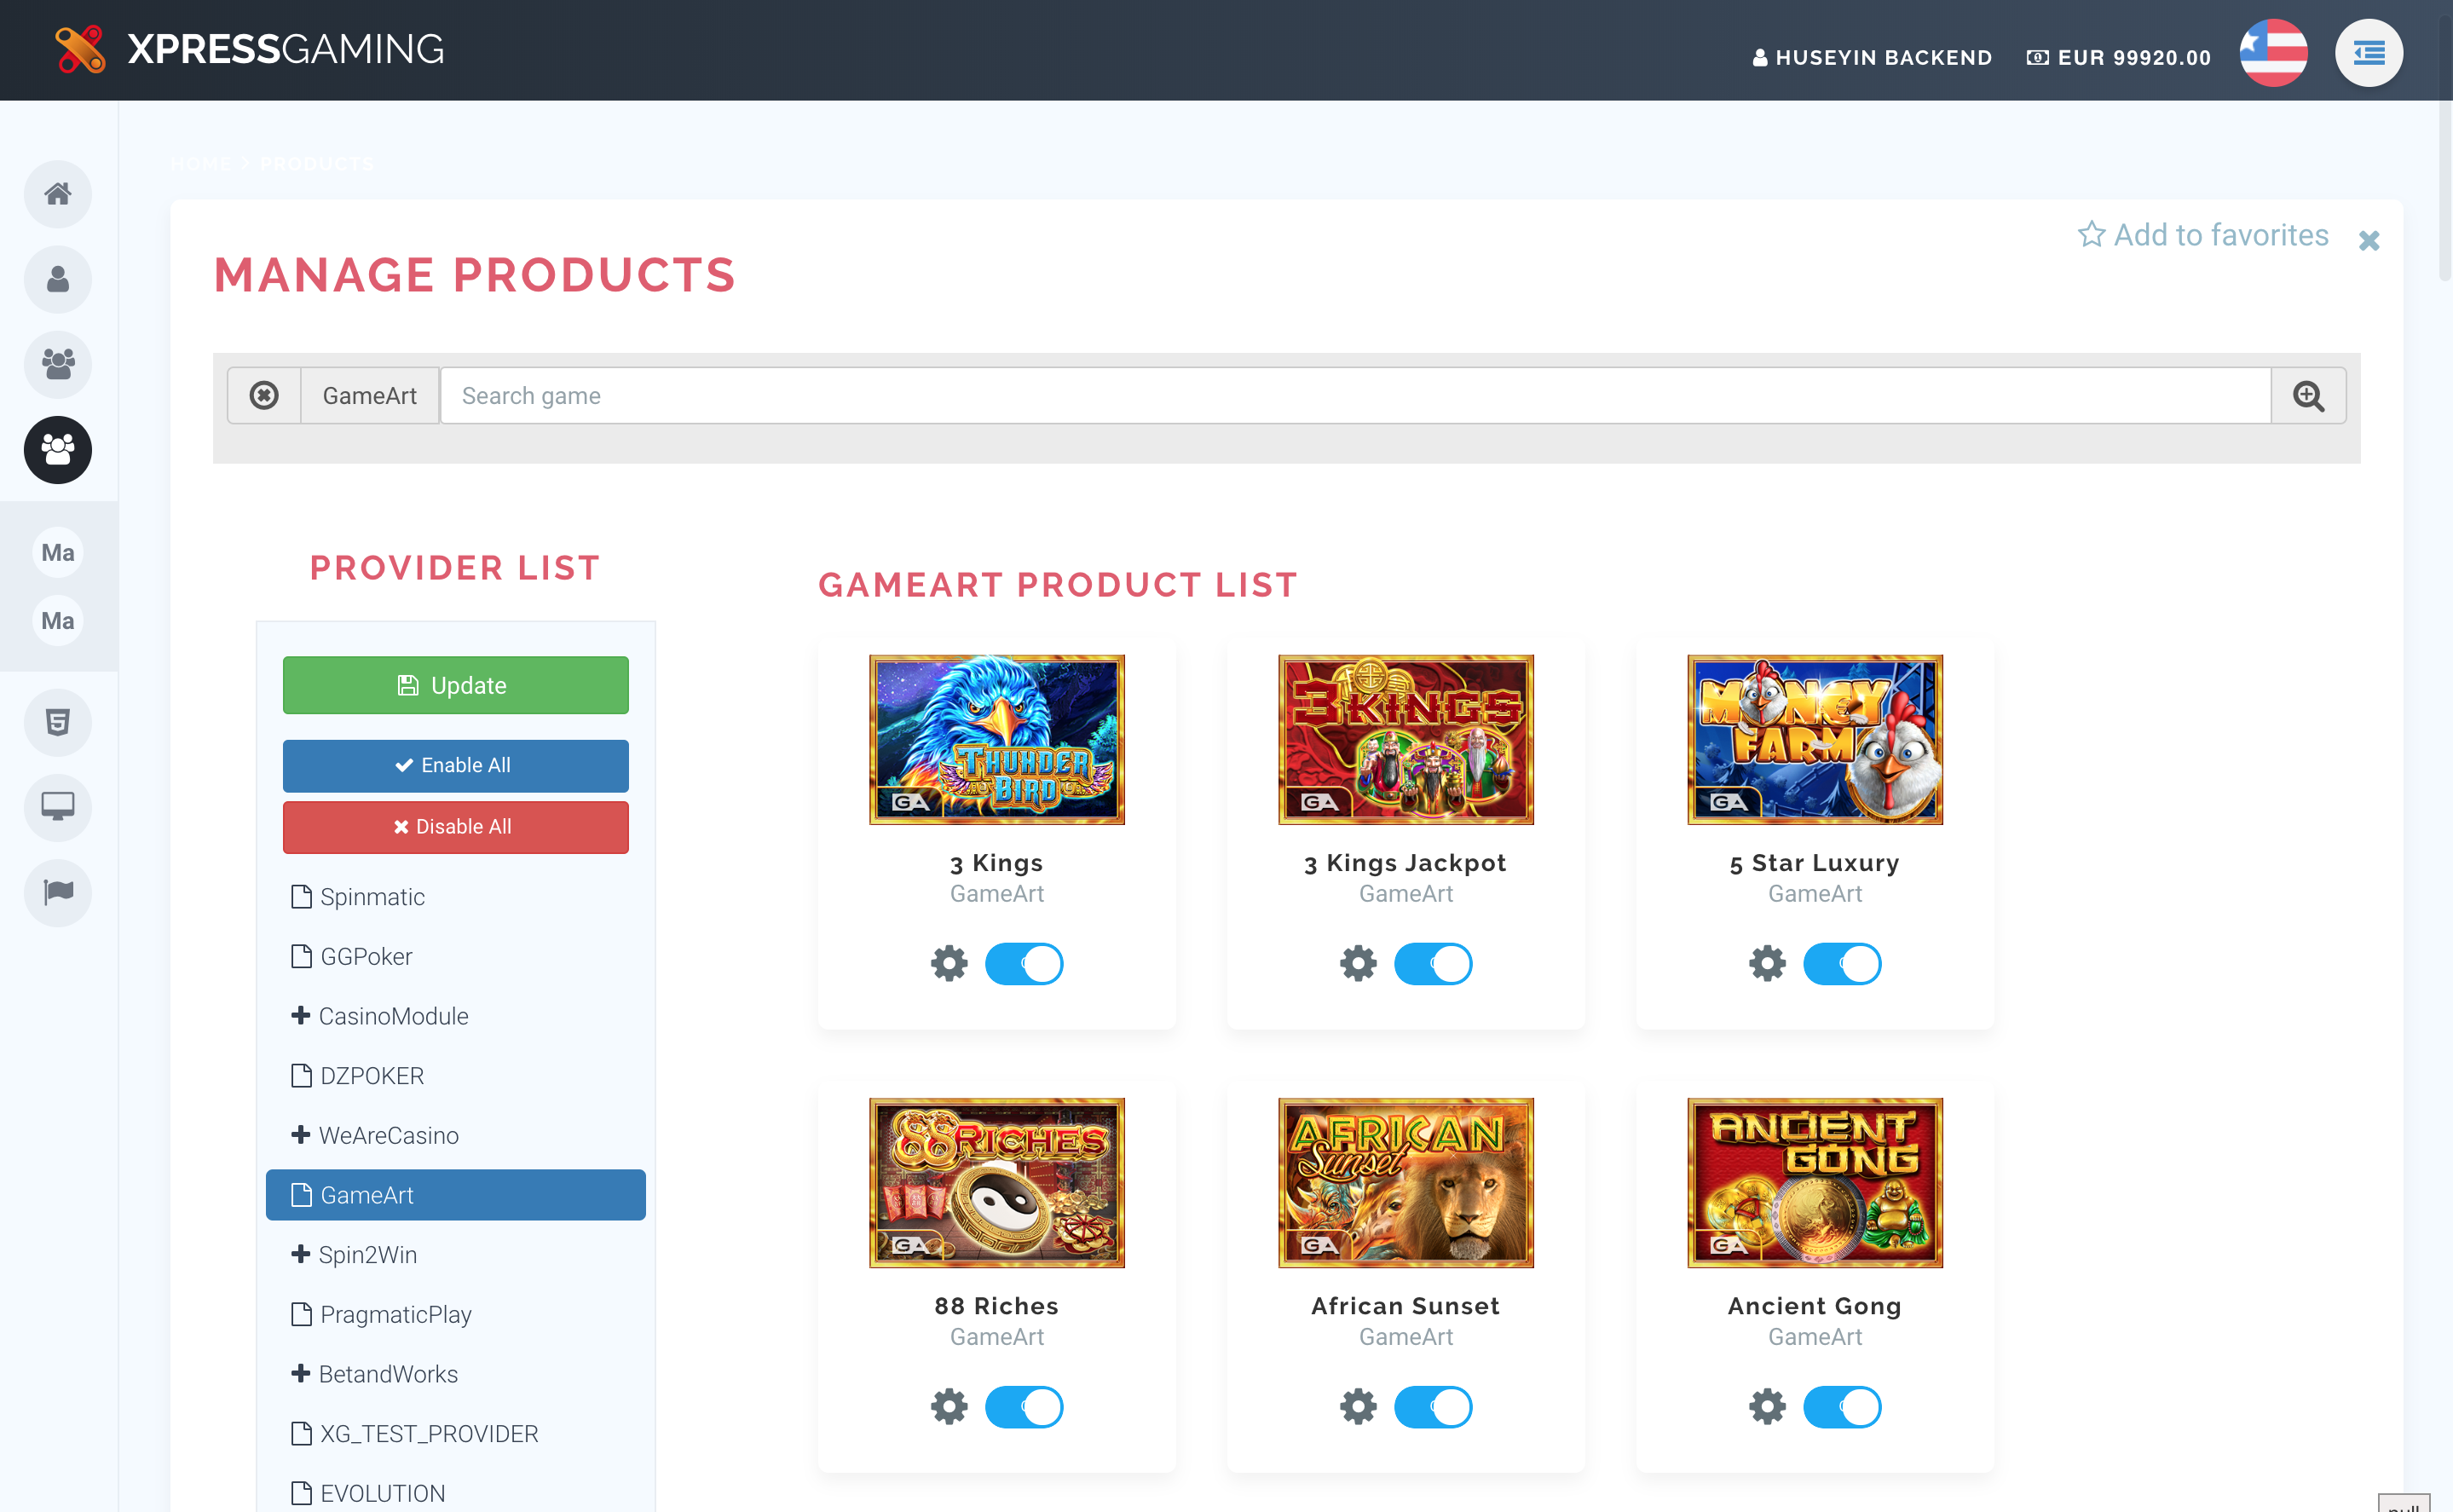 XPRESSGAMING
HUSEYIN BACKEND
EUR 99920.00
HOME > PRODUCTS
Add to favorites
MANAGE PRODUCTS
GameArt
Search game
Ma
Ma
PROVIDER LIST
Update
Enable All
Disable All
Spinmatic
GGPoker
CasinoModule
DZPOKER
WeAreCasino
GameArt
Spin2Win
PragmaticPlay
BetandWorks
XG_TEST_PROVIDER
EVOLUTION
GAMEART PRODUCT LIST
THUNDER
BIRD
GA
3 Kings
GameArt
3 KINGS
GA
3 Kings Jackpot
GameArt
MONEY
FARM
GA
5 Star Luxury
GameArt
88 RICHES
GA
88 Riches
GameArt
AFRICAN
Sunset
GA
African Sunset
GameArt
ANCIENT
GONG
GA
Ancient Gong
GameArt
null